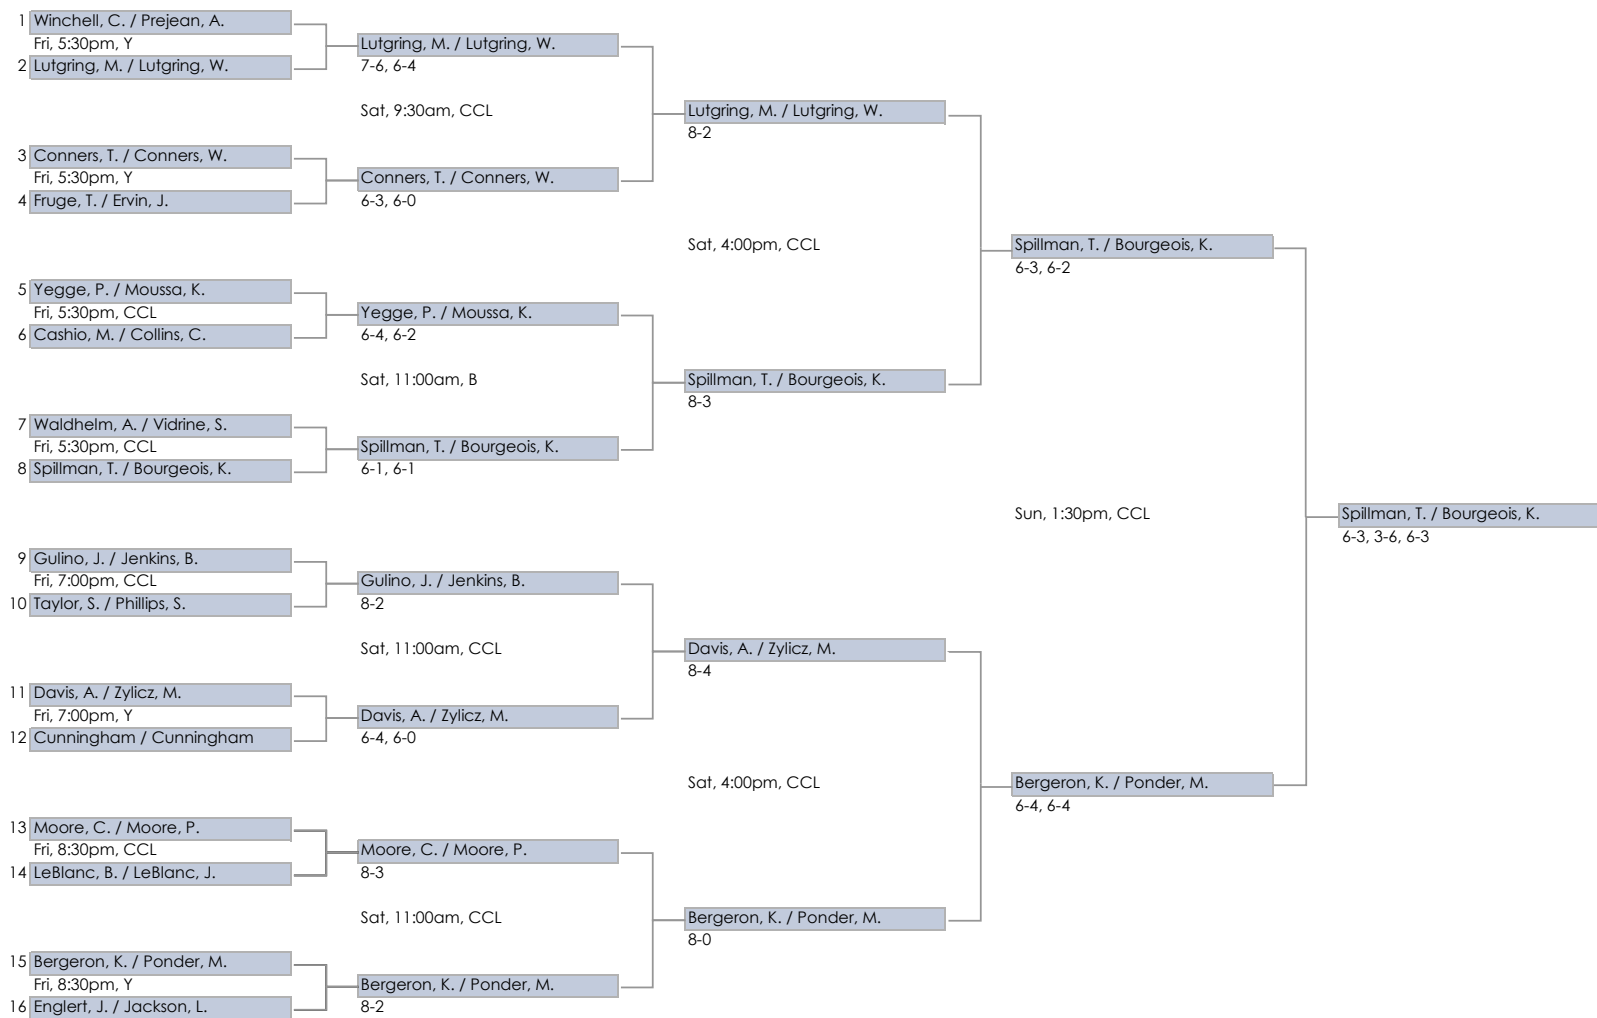 1 Winchell, C. / Prejean, A.
Fri, 5:30pm, Y
2 Lutgring, M. / Lutgring, W.
Lutgring, M. / Lutgring, W.
7-6, 6-4
Sat, 9:30am, CCL
Lutgring, M. / Lutgring, W.
8-2
3 Conners, T. / Conners, W.
Fri, 5:30pm, Y
4 Fruge, T. / Ervin, J.
Conners, T. / Conners, W.
6-3, 6-0
Sat, 4:00pm, CCL
Spillman, T. / Bourgeois, K.
6-3, 6-2
5 Yegge, P. / Moussa, K.
Fri, 5:30pm, CCL
6 Cashio, M. / Collins, C.
Yegge, P. / Moussa, K.
6-4, 6-2
Sat, 11:00am, B
Spillman, T. / Bourgeois, K.
8-3
7 Waldhelm, A. / Vidrine, S.
Fri, 5:30pm, CCL
8 Spillman, T. / Bourgeois, K.
Spillman, T. / Bourgeois, K.
6-1, 6-1
Sun, 1:30pm, CCL
Spillman, T. / Bourgeois, K.
6-3, 3-6, 6-3
9 Gulino, J. / Jenkins, B.
Fri, 7:00pm, CCL
10 Taylor, S. / Phillips, S.
Gulino, J. / Jenkins, B.
8-2
Sat, 11:00am, CCL
Davis, A. / Zylicz, M.
8-4
11 Davis, A. / Zylicz, M.
Fri, 7:00pm, Y
12 Cunningham / Cunningham
Davis, A. / Zylicz, M.
6-4, 6-0
Sat, 4:00pm, CCL
Bergeron, K. / Ponder, M.
6-4, 6-4
13 Moore, C. / Moore, P.
Fri, 8:30pm, CCL
14 LeBlanc, B. / LeBlanc, J.
Moore, C. / Moore, P.
8-3
Sat, 11:00am, CCL
Bergeron, K. / Ponder, M.
8-0
15 Bergeron, K. / Ponder, M.
Fri, 8:30pm, Y
16 Englert, J. / Jackson, L.
Bergeron, K. / Ponder, M.
8-2